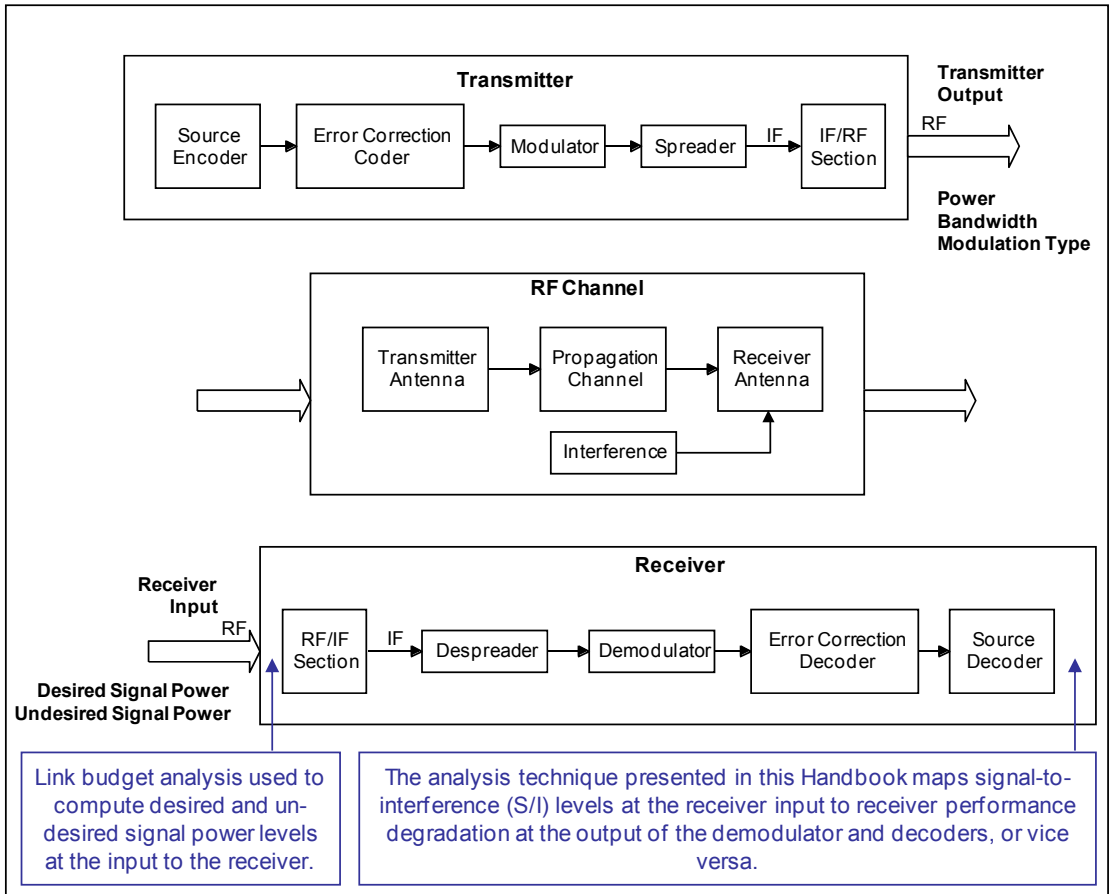 Transmitter
Source
Encoder
Error Correction
Coder
Modulator
Spreader
IF
IF/RF
Section
Transmitter
Output
RF
Power
Bandwidth
Modulation Type
RF Channel
Transmitter
Antenna
Propagation
Channel
Receiver
Antenna
Interference
Receiver
Receiver
Input
RF
Desired Signal Power
Undesired Signal Power
RF/IF
Section
IF
Despreader
Demodulator
Error Correction
Decoder
Source
Decoder
Link budget analysis used to
compute desired and un-
desired signal power levels
at the input to the receiver.
The analysis technique presented in this Handbook maps signal-to-
interference (S/I) levels at the receiver input to receiver performance
degradation at the output of the demodulator and decoders, or vice
versa.